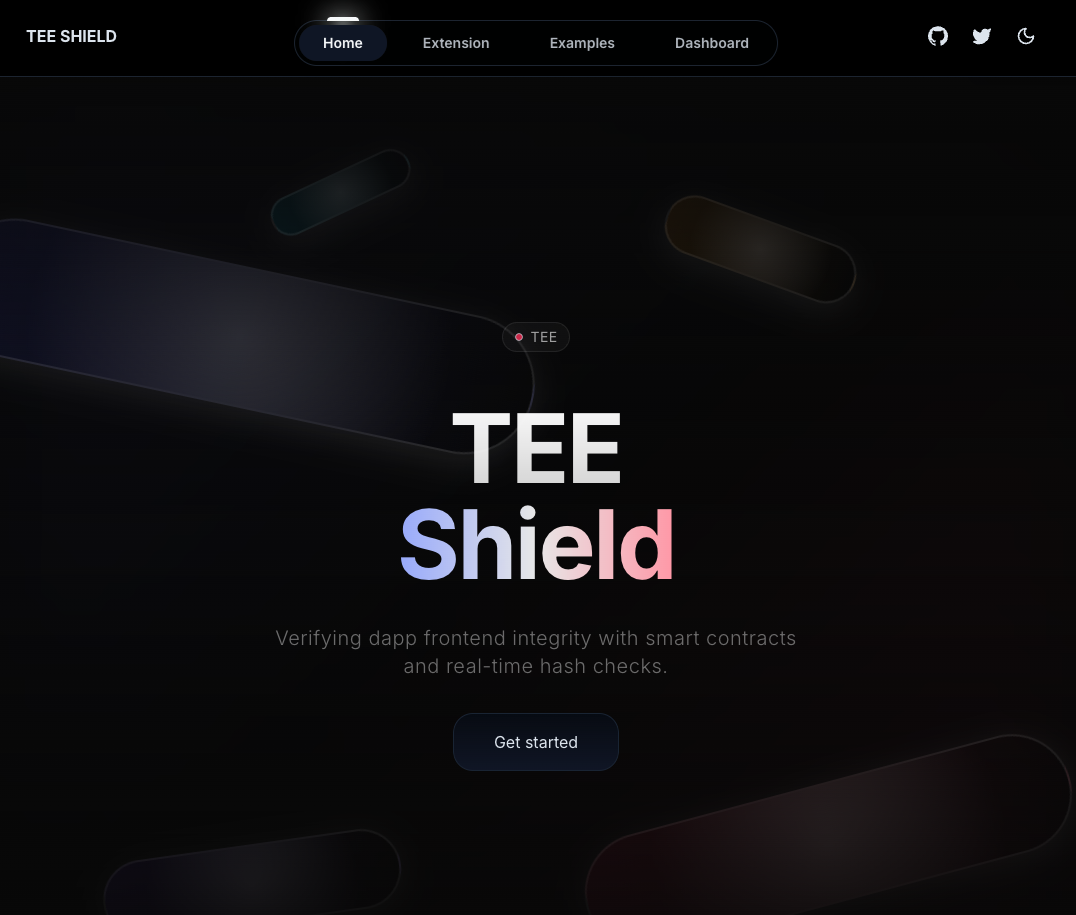 TEE SHIELD
Home
Extension
Examples
Dashboard
TEE
TEE
Shield
Verifying dapp frontend integrity with smart contracts
and real-time hash checks.
Get started